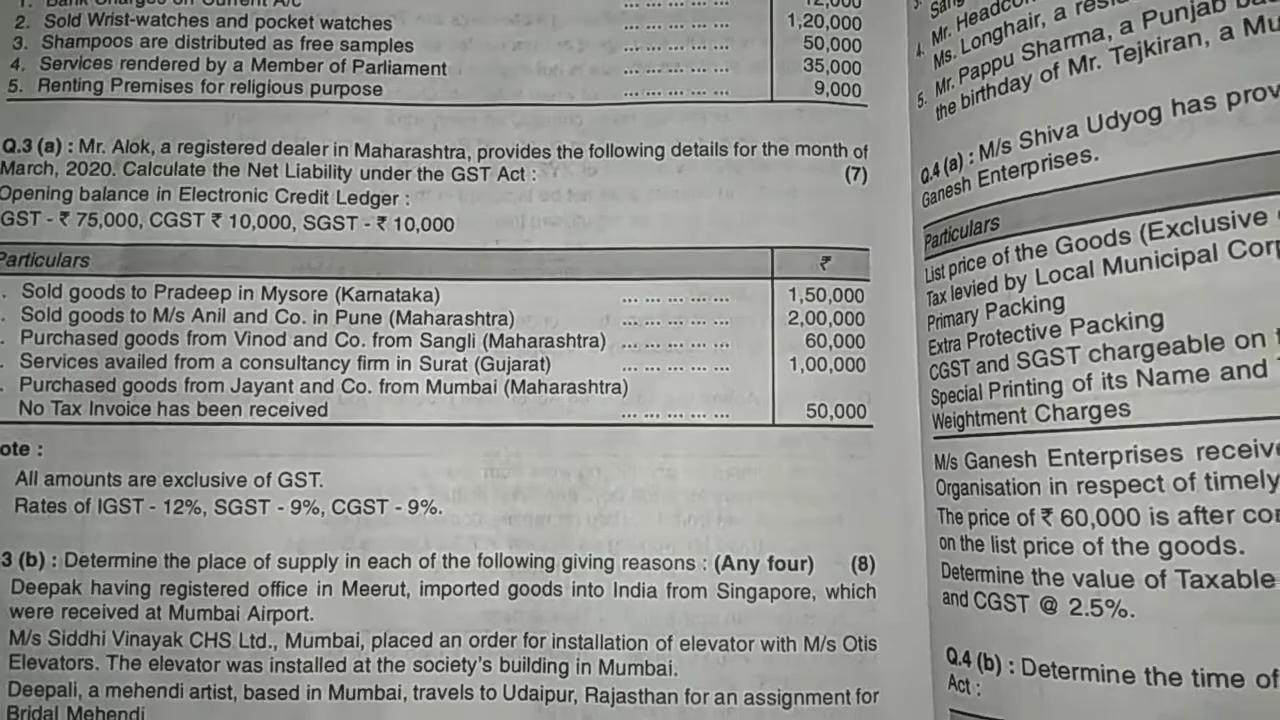 1. Bank Charges on Current A/c ... ... ... ... ... 12,000
2. Sold Wrist-watches and pocket watches ... ... ... ... ... 1,20,000
3. Shampoos are distributed as free samples ... ... ... ... ... 50,000
4. Services rendered by a Member of Parliament ... ... ... ... ... 35,000
5. Renting Premises for religious purpose ... ... ... ... ... 9,000
Q.3 (a) : Mr. Alok, a registered dealer in Maharashtra, provides the following details for the month of
March, 2020. Calculate the Net Liability under the GST Act : (7)
Opening balance in Electronic Credit Ledger :
GST - ₹ 75,000, CGST ₹ 10,000, SGST - ₹ 10,000
Particulars ₹
. Sold goods to Pradeep in Mysore (Karnataka) ... ... ... ... ... 1,50,000
. Sold goods to M/s Anil and Co. in Pune (Maharashtra) ... ... ... ... ... 2,00,000
. Purchased goods from Vinod and Co. from Sangli (Maharashtra) ... ... ... ... ... 60,000
. Services availed from a consultancy firm in Surat (Gujarat) ... ... ... ... ... 1,00,000
. Purchased goods from Jayant and Co. from Mumbai (Maharashtra)
No Tax Invoice has been received ... ... ... ... ... 50,000
ote :
All amounts are exclusive of GST.
Rates of IGST - 12%, SGST - 9%, CGST - 9%.
3 (b) : Determine the place of supply in each of the following giving reasons : (Any four) (8)
Deepak having registered office in Meerut, imported goods into India from Singapore, which
were received at Mumbai Airport.
M/s Siddhi Vinayak CHS Ltd., Mumbai, placed an order for installation of elevator with M/s Otis
Elevators. The elevator was installed at the society's building in Mumbai.
Deepali, a mehendi artist, based in Mumbai, travels to Udaipur, Rajasthan for an assignment for
Bridal Mehendi
3.
4. Mr. Headcou
Ms. Longhair, a resi
5. Mr. Pappu Sharma, a Punjab
the birthday of Mr. Tejkiran, a Mu
Q.4 (a) : M/s Shiva Udyog has prov
Ganesh Enterprises.
Particulars
List price of the Goods (Exclusive
Tax levied by Local Municipal Corp
Primary Packing
Extra Protective Packing
CGST and SGST chargeable on
Special Printing of its Name and
Weightment Charges
M/s Ganesh Enterprises receive
Organisation in respect of timely
The price of ₹ 60,000 is after con
on the list price of the goods.
Determine the value of Taxable
and CGST @ 2.5%.
Q.4 (b) : Determine the time of
Act :